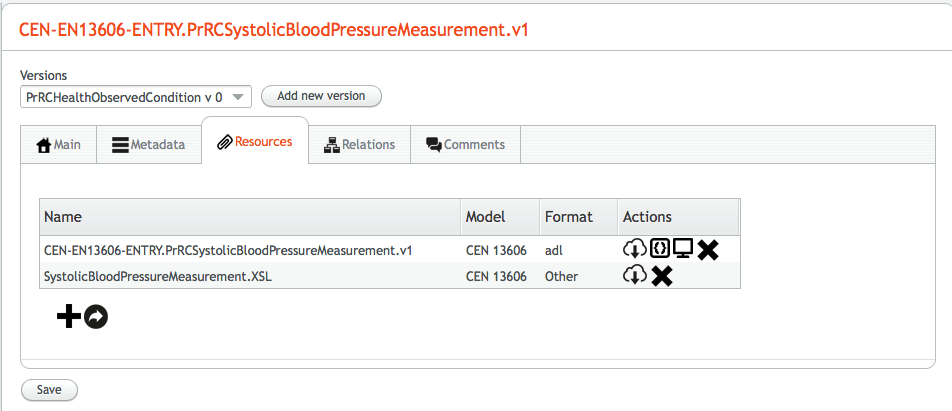 CEN-EN13606-ENTRY.PrRCSystolicBloodPressureMeasurement.v1
Versions
PrRCHealthObservedCondition v 0 Add new version
Main Metadata Resources Relations Comments
Name Model Format Actions
CEN-EN13606-ENTRY.PrRCSystolicBloodPressureMeasurement.v1 CEN 13606 adl
SystolicBloodPressureMeasurement.XSL CEN 13606 Other
Save